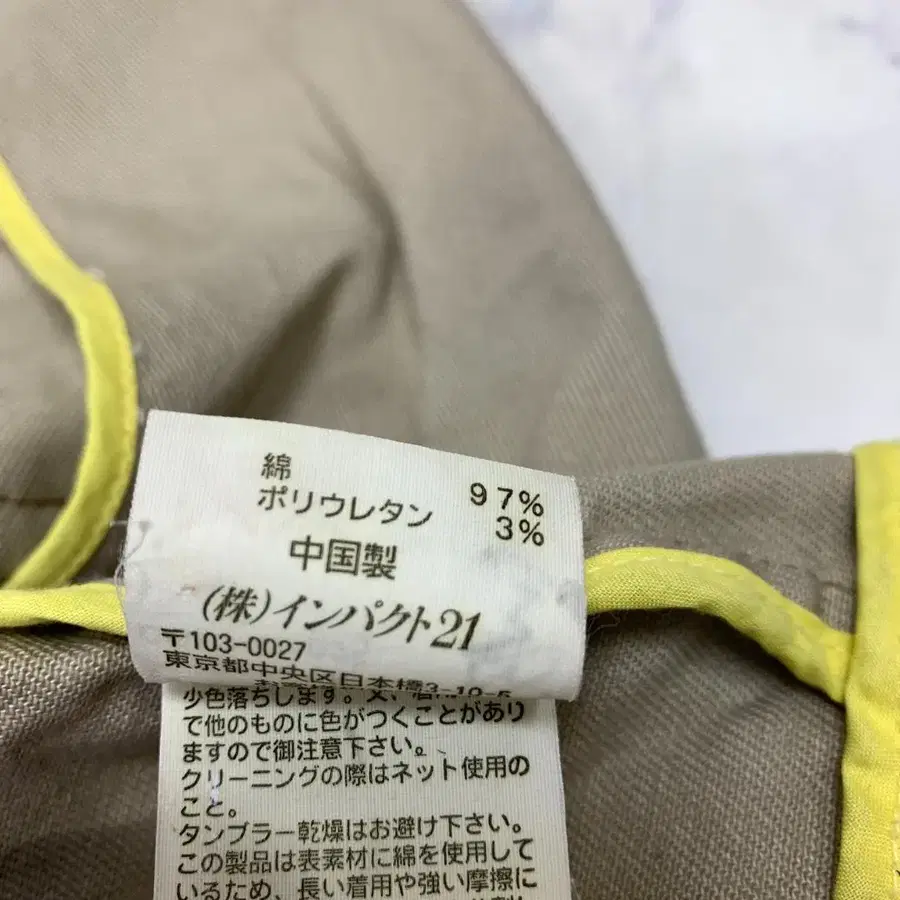 綿 97%
ポリウレタン 3%
中国製
(株)インパクト21
〒103-0027
東京都中央区日本橋3-10-5
少色落ちします。又、
で他のものに色がつくことがあり
ますので御注意下さい。
クリーニングの際はネット使用の
こと。
タンブラー乾燥はお避け下さい。
この製品は表素材に綿を使用して
いるため、長い着用や強い摩擦に